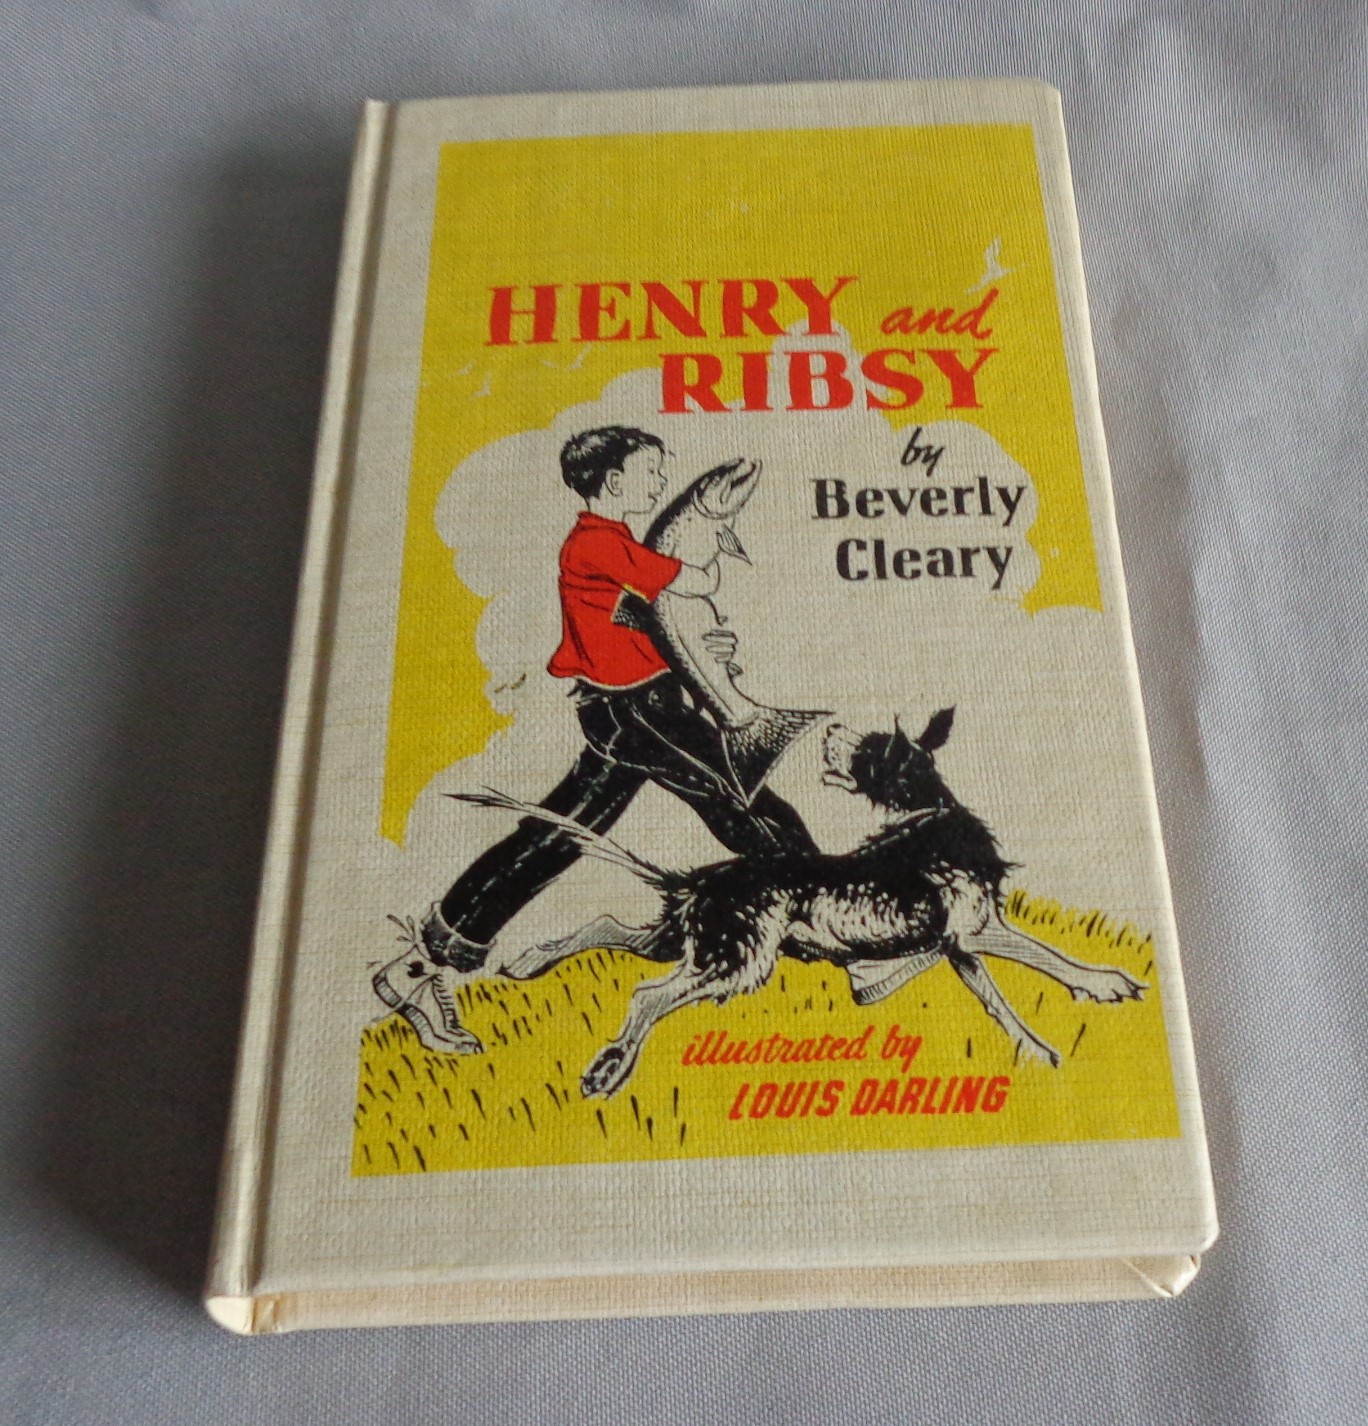 HENRY and
RIBSY
by
Beverly
Cleary
illustrated by
LOUIS DARLING